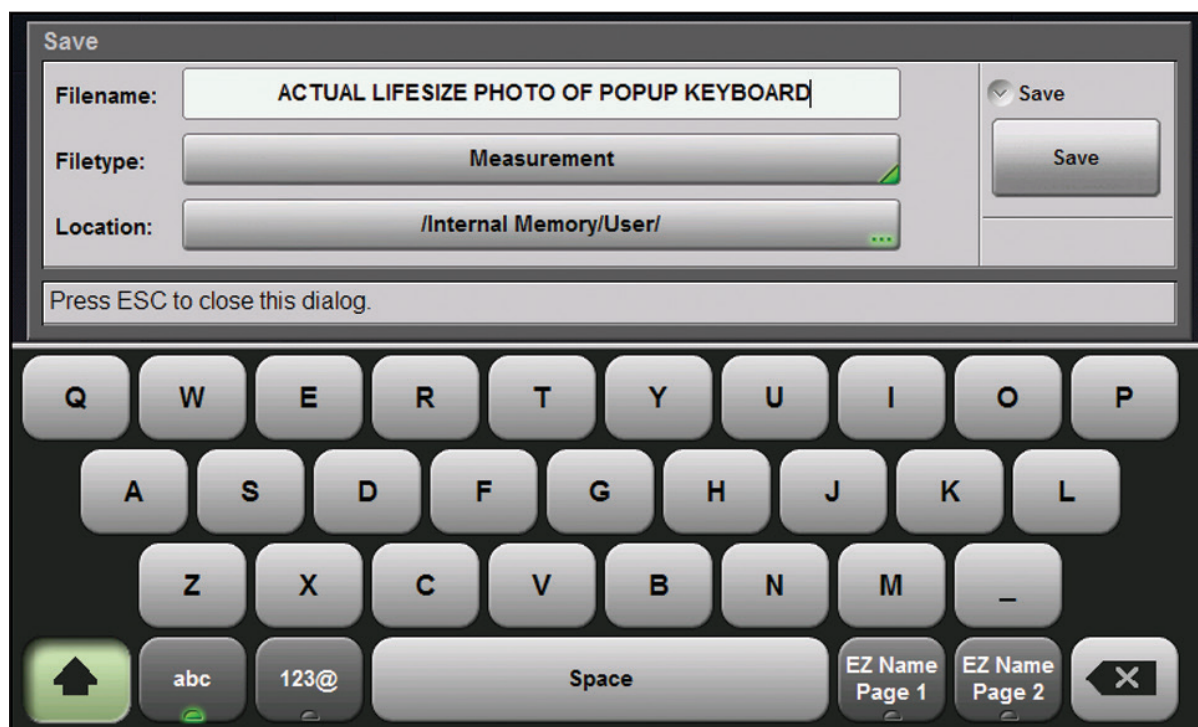 Save
Filename: ACTUAL LIFESIZE PHOTO OF POPUP KEYBOARD
Save
Filetype: Measurement
Save
Location: /Internal Memory/User/
...
Press ESC to close this dialog.
Q W E R T Y U I O P
A S D F G H J K L
Z X C V B N M _
abc 123@ Space EZ Name Page 1 EZ Name Page 2